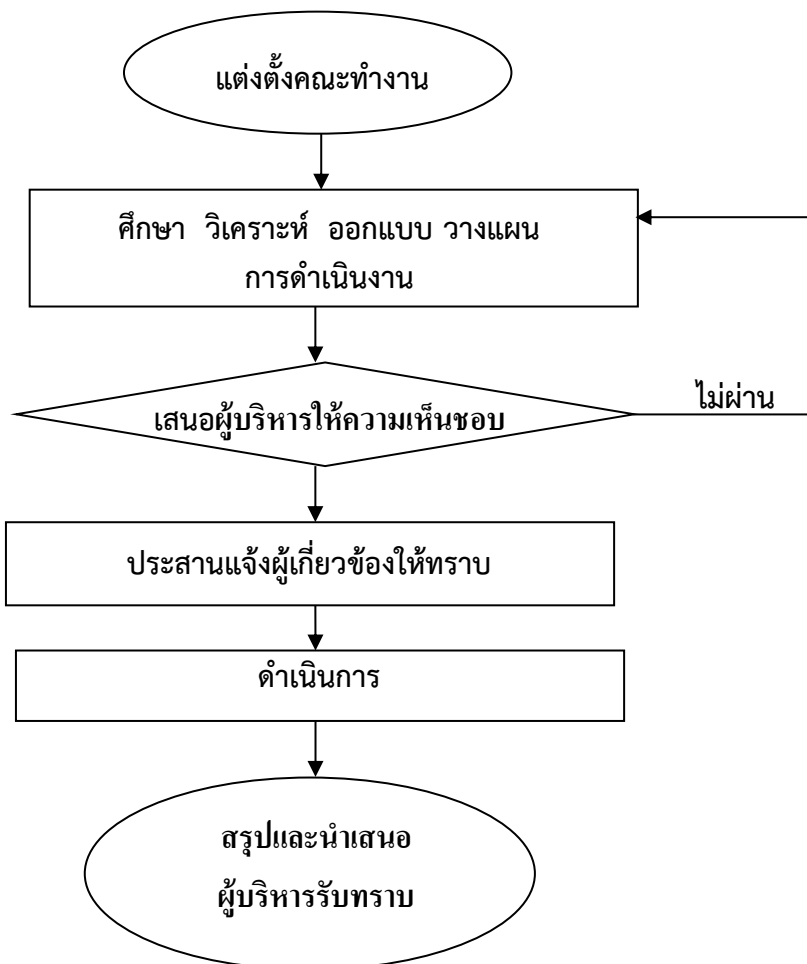 แต่งตั้งคณะทำงาน
ศึกษา วิเคราะห์ ออกแบบ วางแผน
การดำเนินงาน
เสนอผู้บริหารให้ความเห็นชอบ
ไม่ผ่าน
ประสานแจ้งผู้เกี่ยวข้องให้ทราบ
ดำเนินการ
สรุปและนำเสนอ
ผู้บริหารรับทราบ